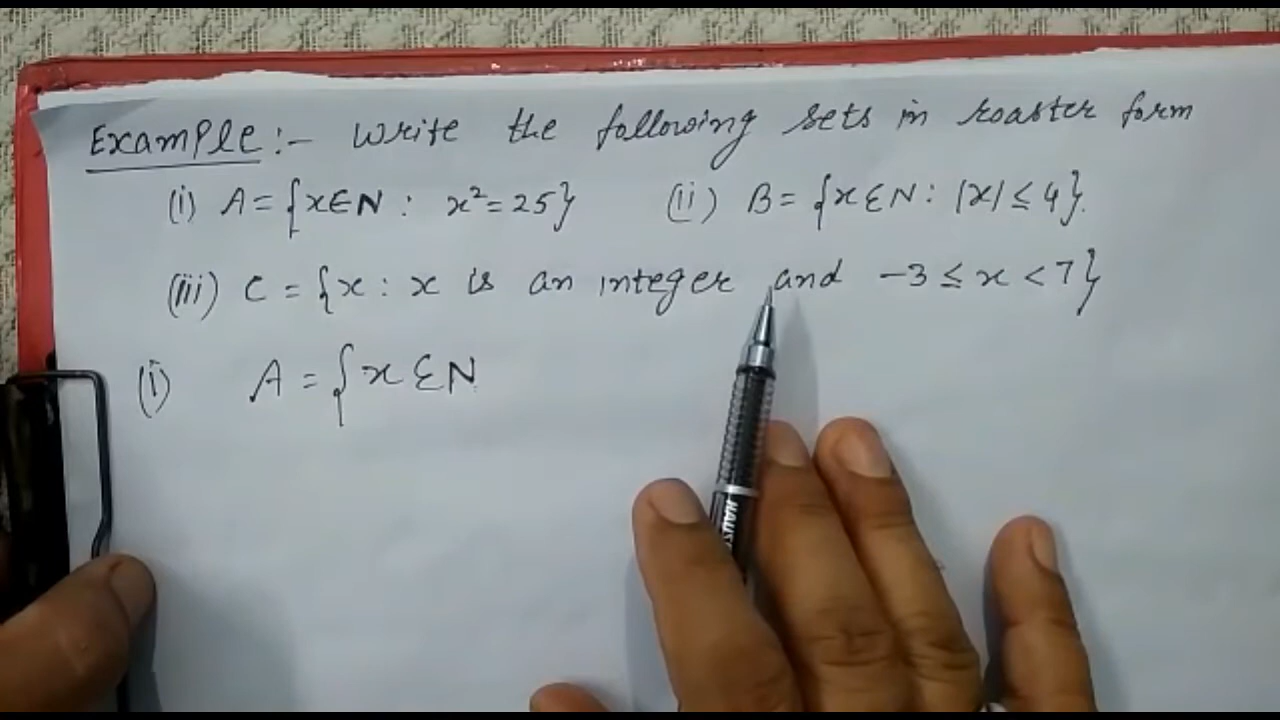 Example :- Write the following sets in roaster form
(i) A = {x∈N : x² = 25} (ii) B = {x∈N : |x| ≤ 4}.
(iii) C = {x : x is an integer and -3 ≤ x < 7}
(i) A = {x∈N